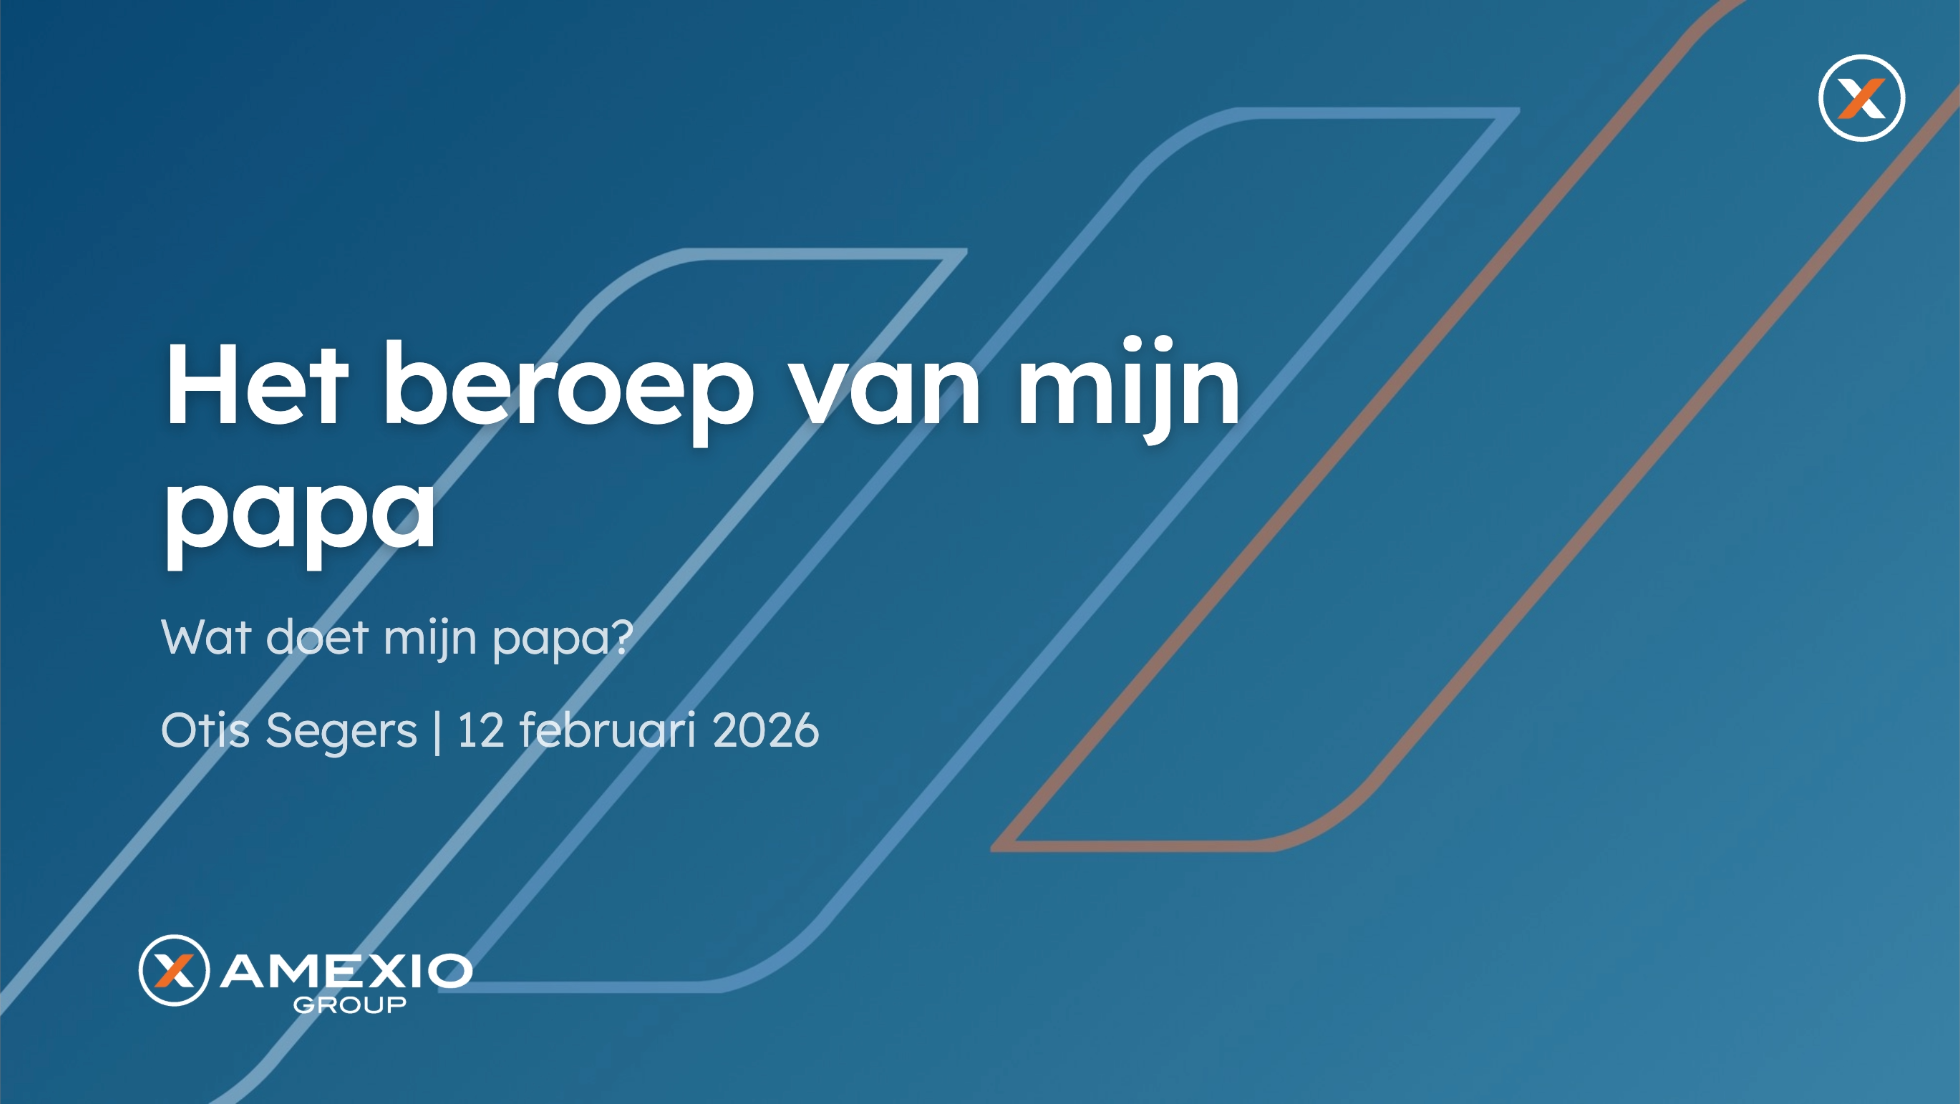 Het beroep van mijn
papa
Wat doet mijn papa?
Otis Segers | 12 februari 2026
AMEXIO
GROUP